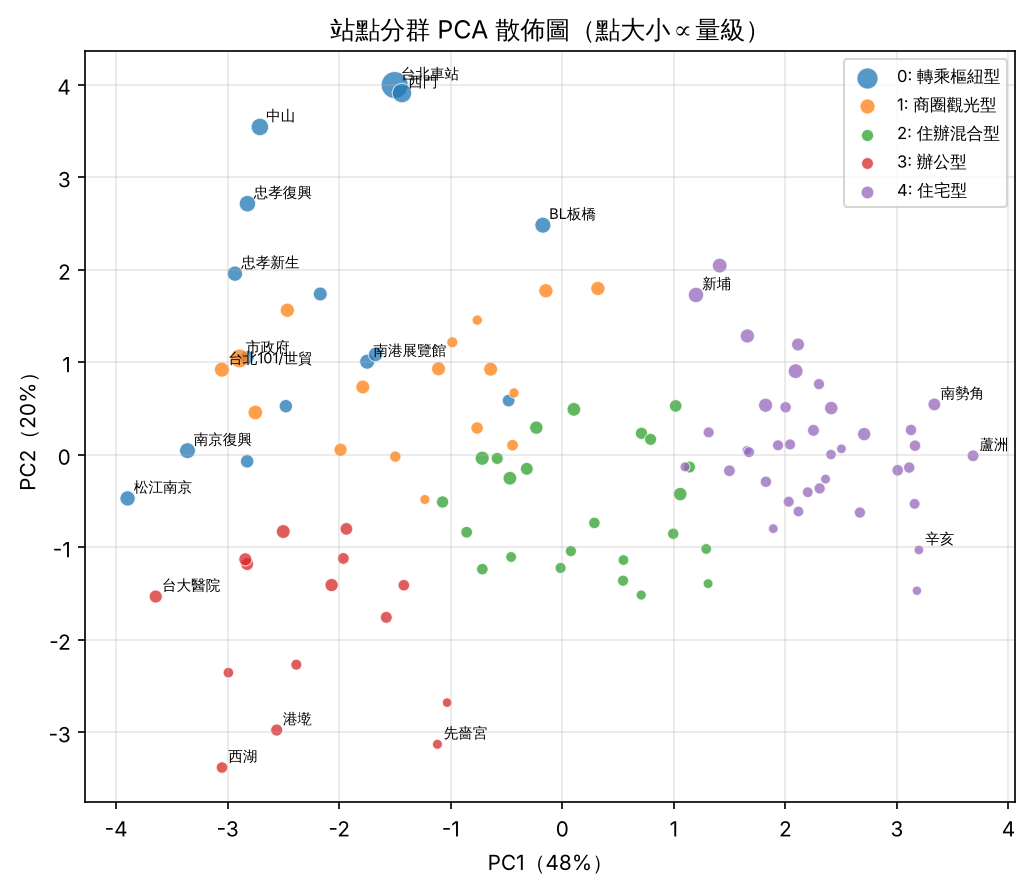 站點分群 PCA 散佈圖（點大小∝量級）
0: 轉乘樞紐型
1: 商圈觀光型
2: 住辦混合型
3: 辦公型
4: 住宅型
台北車站
西門
中山
忠孝復興
BL板橋
忠孝新生
新埔
市政府
台北101/世貿
南港展覽館
南勢角
南京復興
蘆洲
松江南京
辛亥
台大醫院
港墘
先嗇宮
西湖
4
3
2
1
0
-1
-2
-3
PC2（20%）
-4 -3 -2 -1 0 1 2 3 4
PC1（48%）